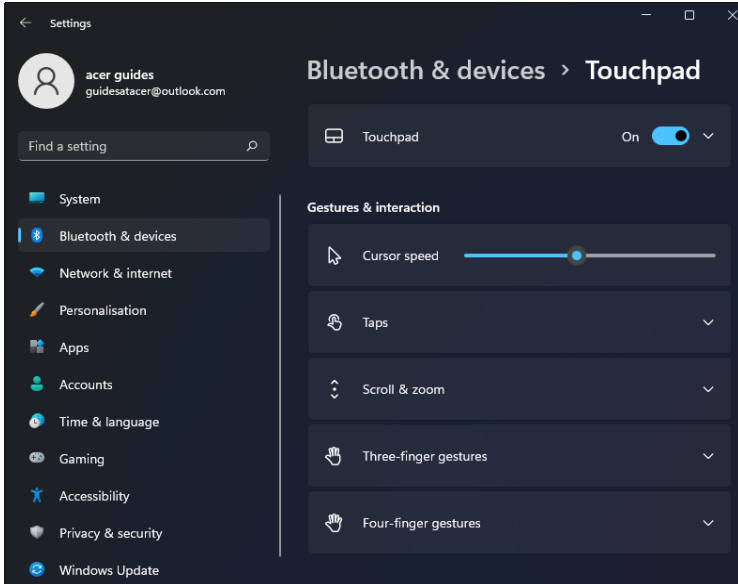 Settings
acer guides
guidesatacer@outlook.com
Find a setting
System
Bluetooth & devices
Network & internet
Personalisation
Apps
Accounts
Time & language
Gaming
Accessibility
Privacy & security
Windows Update
Bluetooth & devices > Touchpad
Touchpad On
Gestures & interaction
Cursor speed
Taps
Scroll & zoom
Three-finger gestures
Four-finger gestures